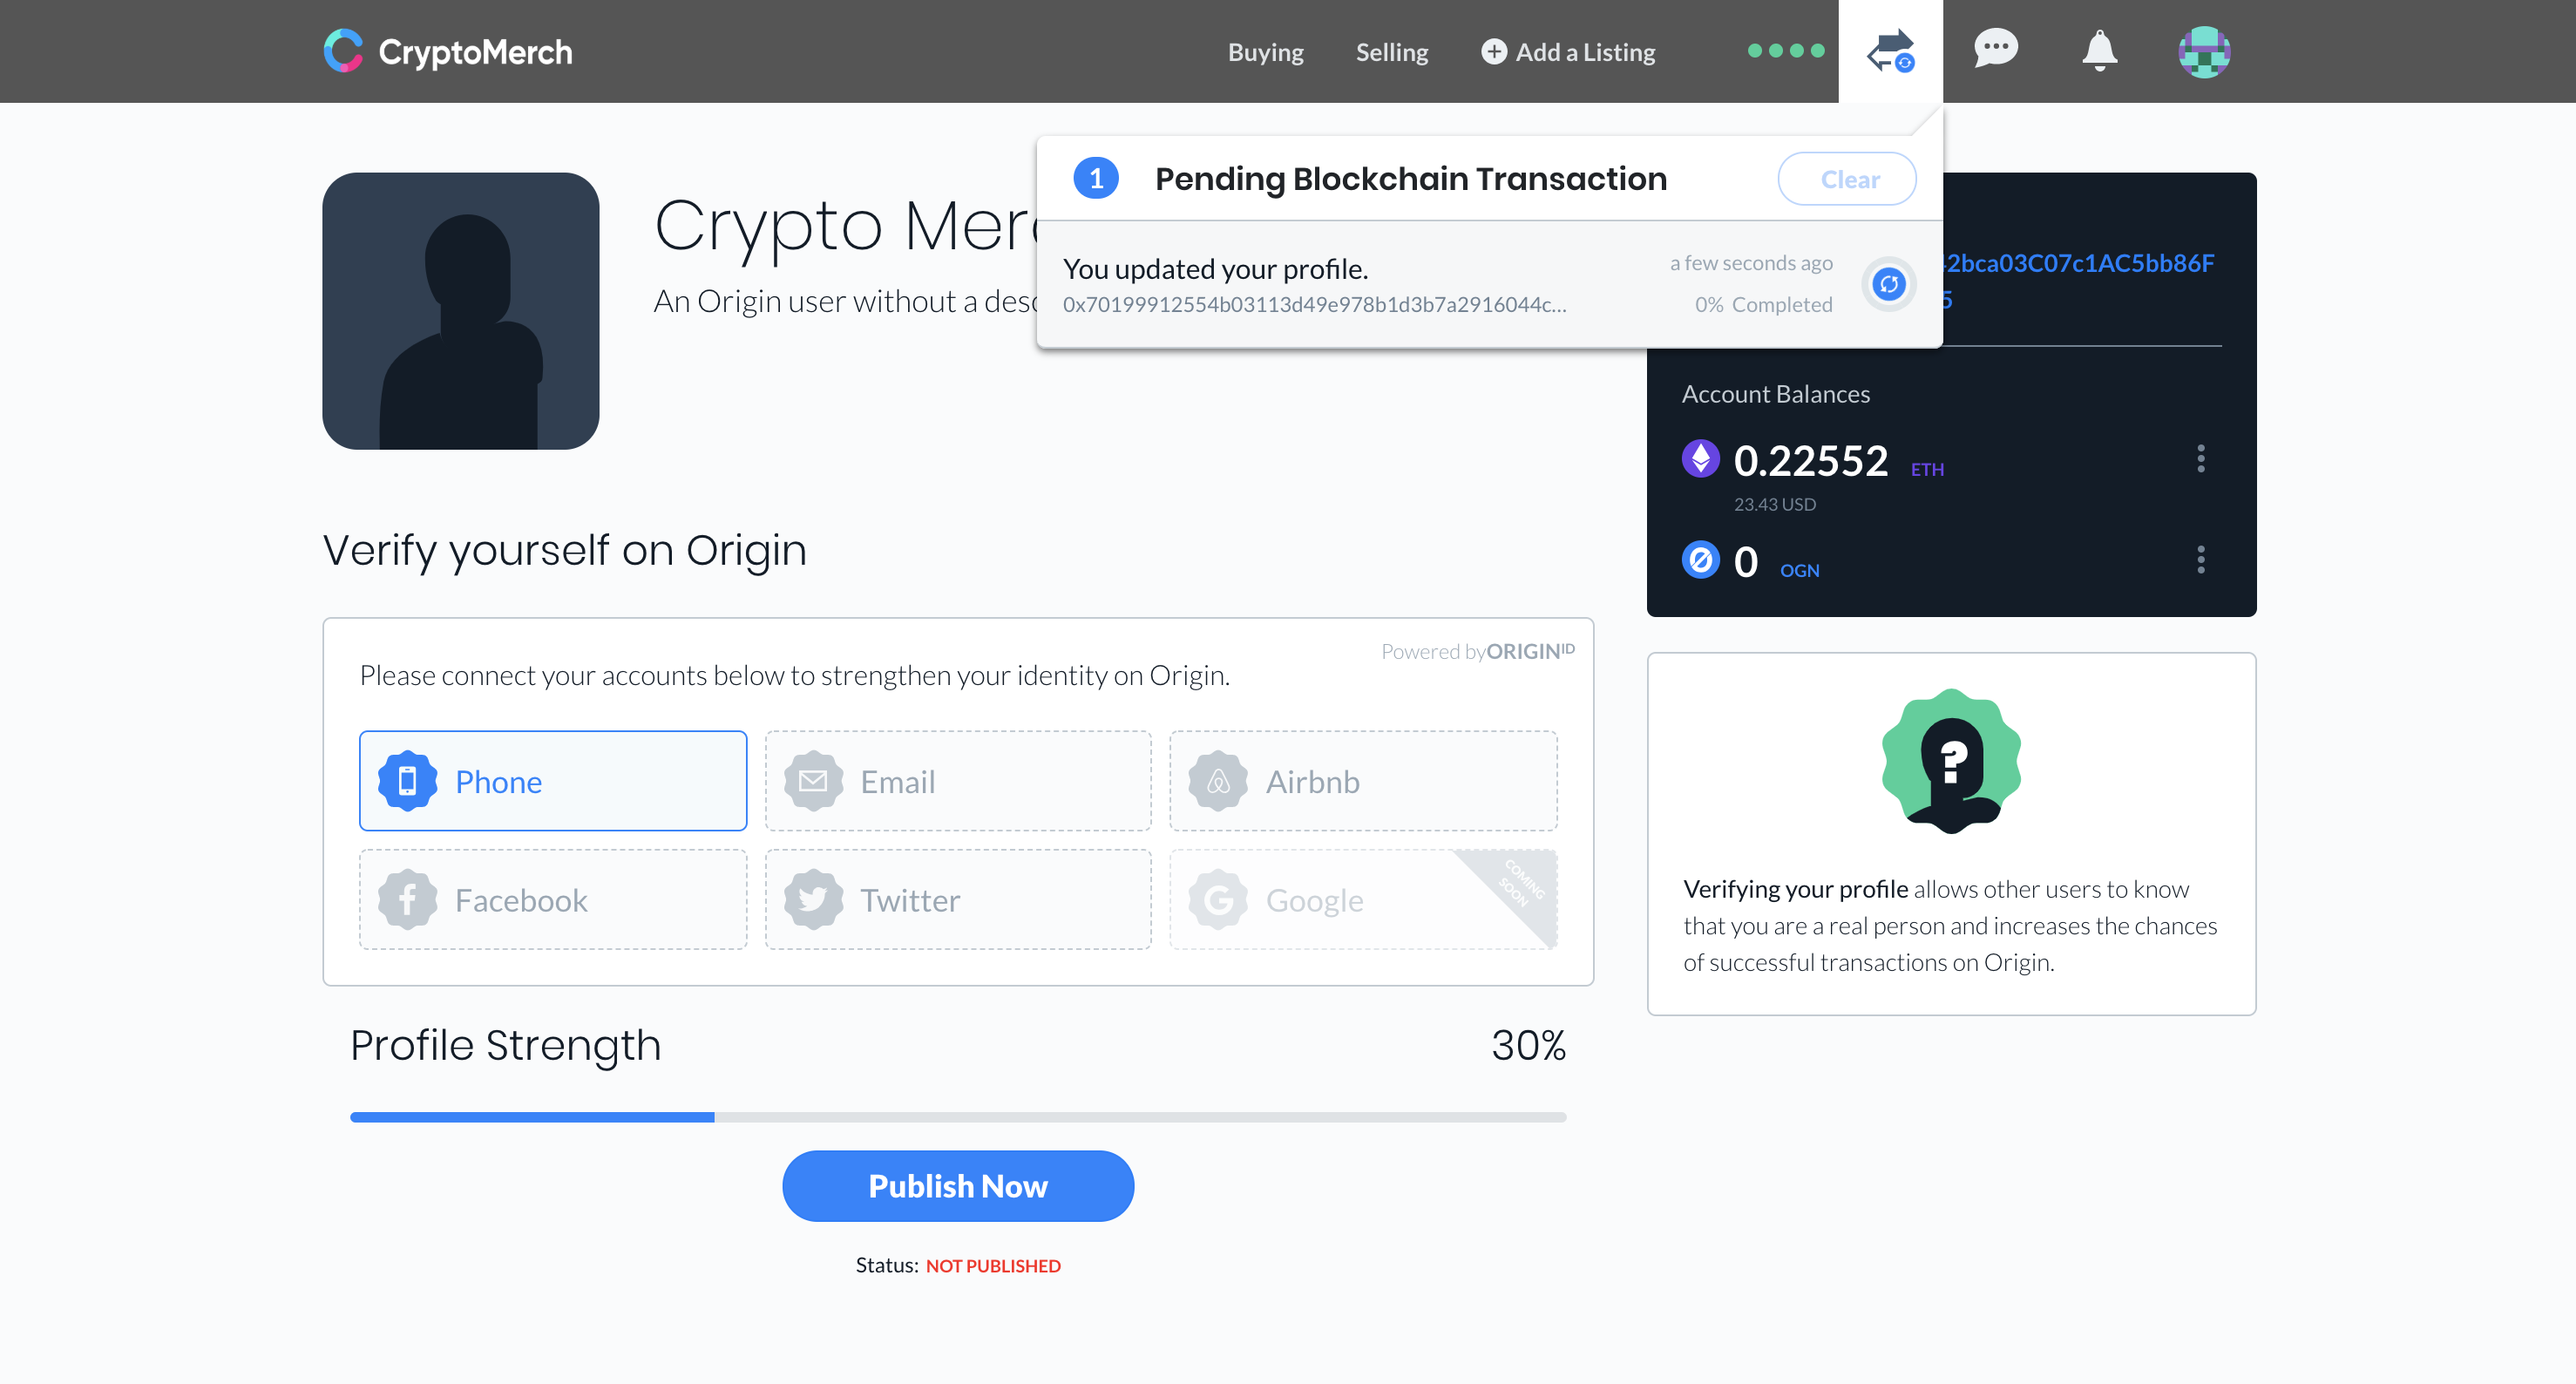 CryptoMerch
Buying
Selling
Add a Listing
1
Pending Blockchain Transaction
Clear
You updated your profile.
a few seconds ago
0x70199912554b03113d49e978b1d3b7a2916044c...
0% Completed
Crypto
An Origin user without a
Account Balances
0.22552 ETH
23.43 USD
0 OGN
Verify yourself on Origin
Powered by ORIGIN ID
Please connect your accounts below to strengthen your identity on Origin.
Phone
Email
Airbnb
Facebook
Twitter
Google
COMING
SOON
Verifying your profile allows other users to know
that you are a real person and increases the chances
of successful transactions on Origin.
Profile Strength
30%
Publish Now
Status: NOT PUBLISHED